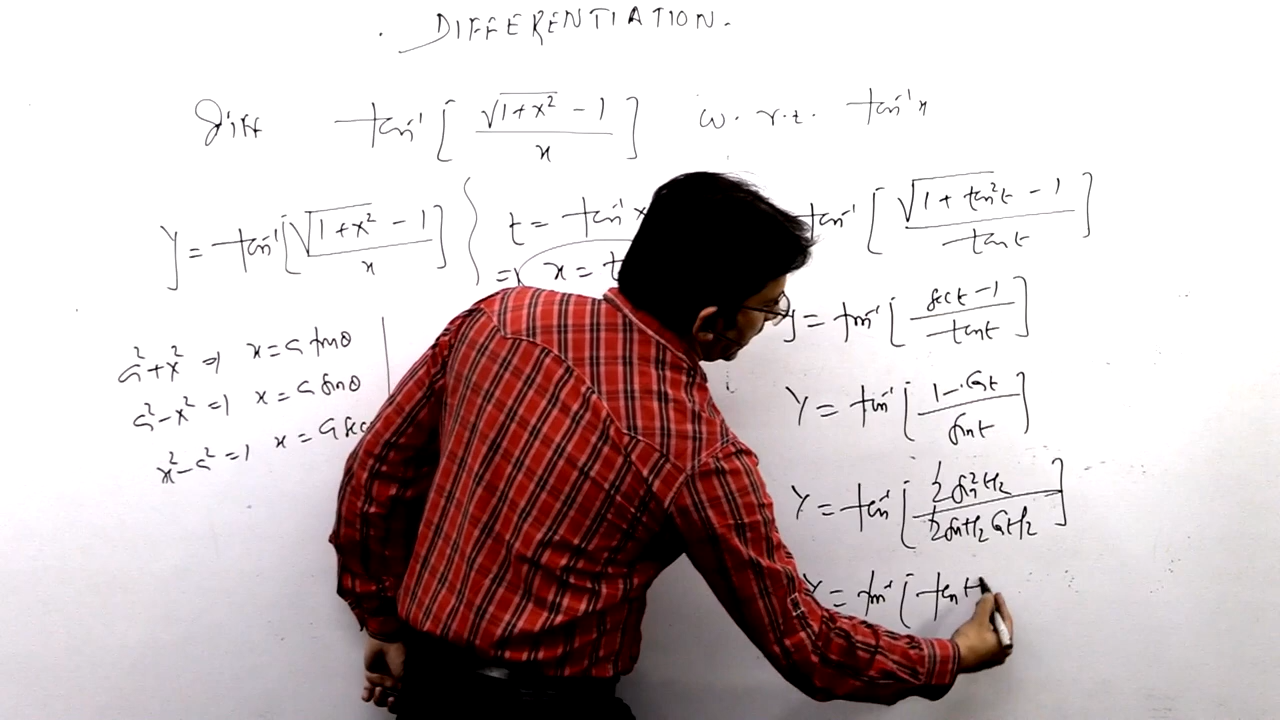 . DIFFERENTIATION.
Diff tan⁻¹ [ (√(1+x²) - 1) / x ] w.r.t. tan⁻¹x
Y = tan⁻¹ [ (√(1+x²) - 1) / x ]
t = tan⁻¹x
=) x = t
a² + x² =) x = a tanθ
a² - x² =) x = a sinθ
x² - a² =) x = a sec
tan⁻¹ [ (√(1+tan²t) - 1) / tant ]
y = tan⁻¹ [ (sect - 1) / tant ]
Y = tan⁻¹ [ (1 - cost) / sint ]
Y = tan⁻¹ [ 2sin²t/2 / 2sint/2 cost/2 ]
Y = tan⁻¹ [ tan t